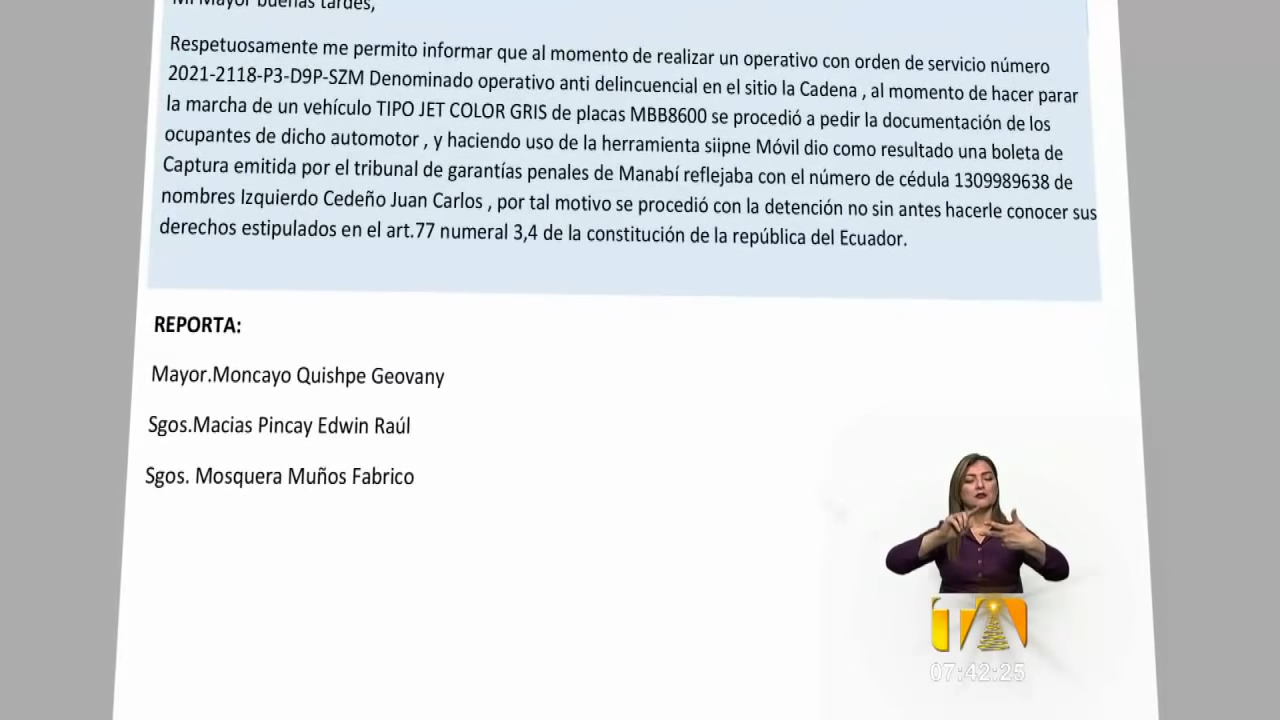 Mi Mayor buenas tardes,
Respetuosamente me permito informar que al momento de realizar un operativo con orden de servicio número
2021-2118-P3-D9P-SZM Denominado operativo anti delincuencial en el sitio la Cadena , al momento de hacer parar
la marcha de un vehículo TIPO JET COLOR GRIS de placas MBB8600 se procedió a pedir la documentación de los
ocupantes de dicho automotor , y haciendo uso de la herramienta siipne Móvil dio como resultado una boleta de
Captura emitida por el tribunal de garantías penales de Manabí reflejaba con el número de cédula 1309989638 de
nombres Izquierdo Cedeño Juan Carlos , por tal motivo se procedió con la detención no sin antes hacerle conocer sus
derechos estipulados en el art.77 numeral 3,4 de la constitución de la república del Ecuador.
REPORTA:
Mayor.Moncayo Quishpe Geovany
Sgos.Macias Pincay Edwin Raúl
Sgos. Mosquera Muños Fabrico
TA
07:42:25